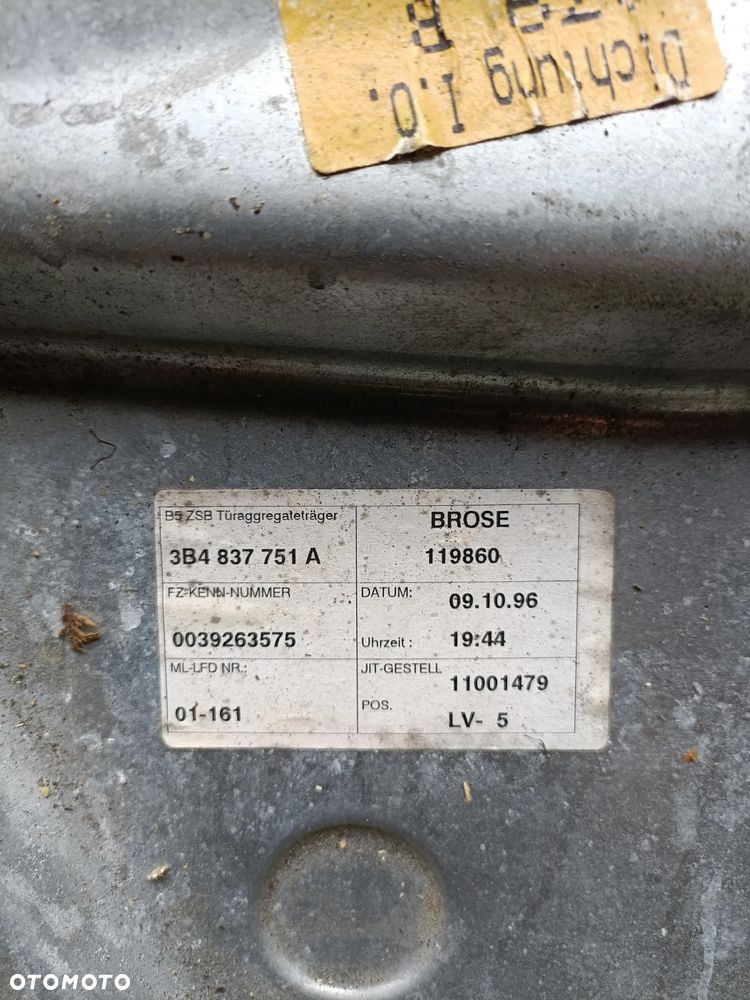 Dichtung I.O.
B5 ZSB Türaggregateträger
BROSE
3B4 837 751 A
119860
FZ-KENN-NUMMER
DATUM: 09.10.96
0039263575
Uhrzeit : 19:44
ML-LFD NR.:
JIT-GESTELL 11001479
01-161
POS. LV- 5
OTOMOTO